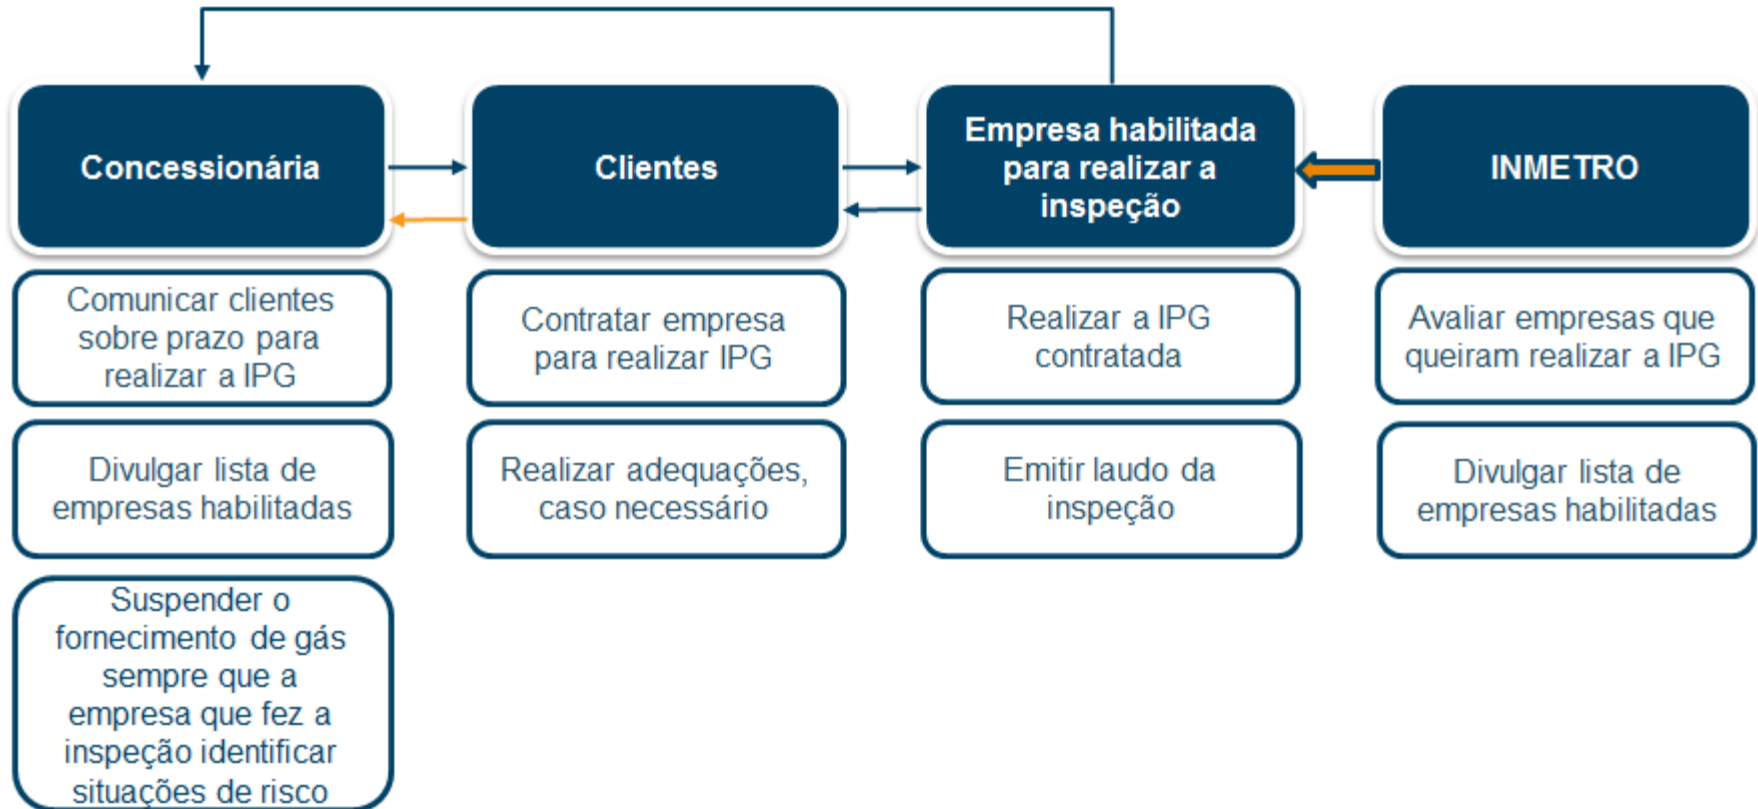 Concessionária
Clientes
Empresa habilitada
para realizar a
inspeção
INMETRO
Comunicar clientes
sobre prazo para
realizar a IPG
Contratar empresa
para realizar IPG
Realizar a IPG
contratada
Avaliar empresas que
queiram realizar a IPG
Divulgar lista de
empresas habilitadas
Realizar adequações,
caso necessário
Emitir laudo da
inspeção
Divulgar lista de
empresas habilitadas
Suspender o
fornecimento de gás
sempre que a
empresa que fez a
inspeção identificar
situações de risco